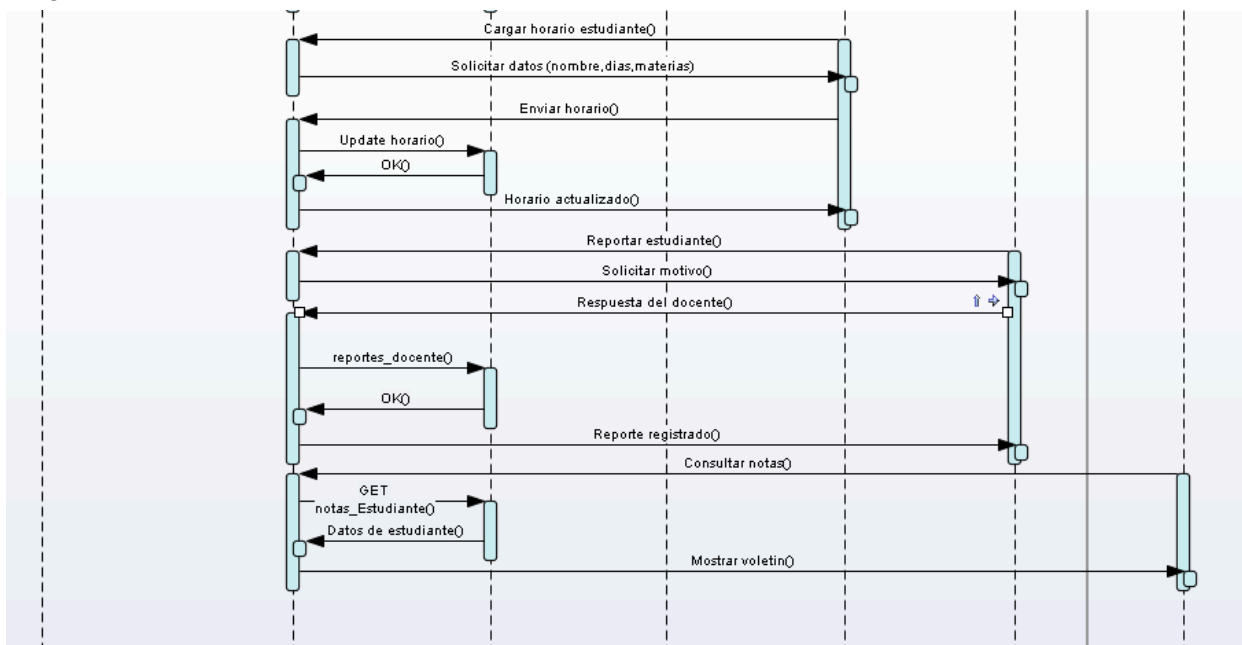 Cargar horario estudiante()
Solicitar datos (nombre,dias,materias)
Enviar horario()
Update horario()
OK()
Horario actualizado()
Reportar estudiante()
Solicitar motivo()
Respuesta del docente()
reportes_docente()
OK()
Reporte registrado()
Consultar notas()
GET
notas_Estudiante()
Datos de estudiante()
Mostrar voletin()